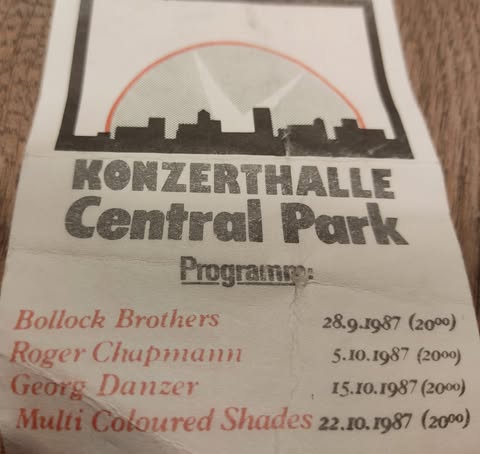 KONZERTHALLE
Central Park
Programm:
Bollock Brothers 28.9.1987 (20⁰⁰)
Roger Chapmann 5.10.1987 (20⁰⁰)
Georg Danzer 15.10.1987 (20⁰⁰)
Multi Coloured Shades 22.10.1987 (20⁰⁰)